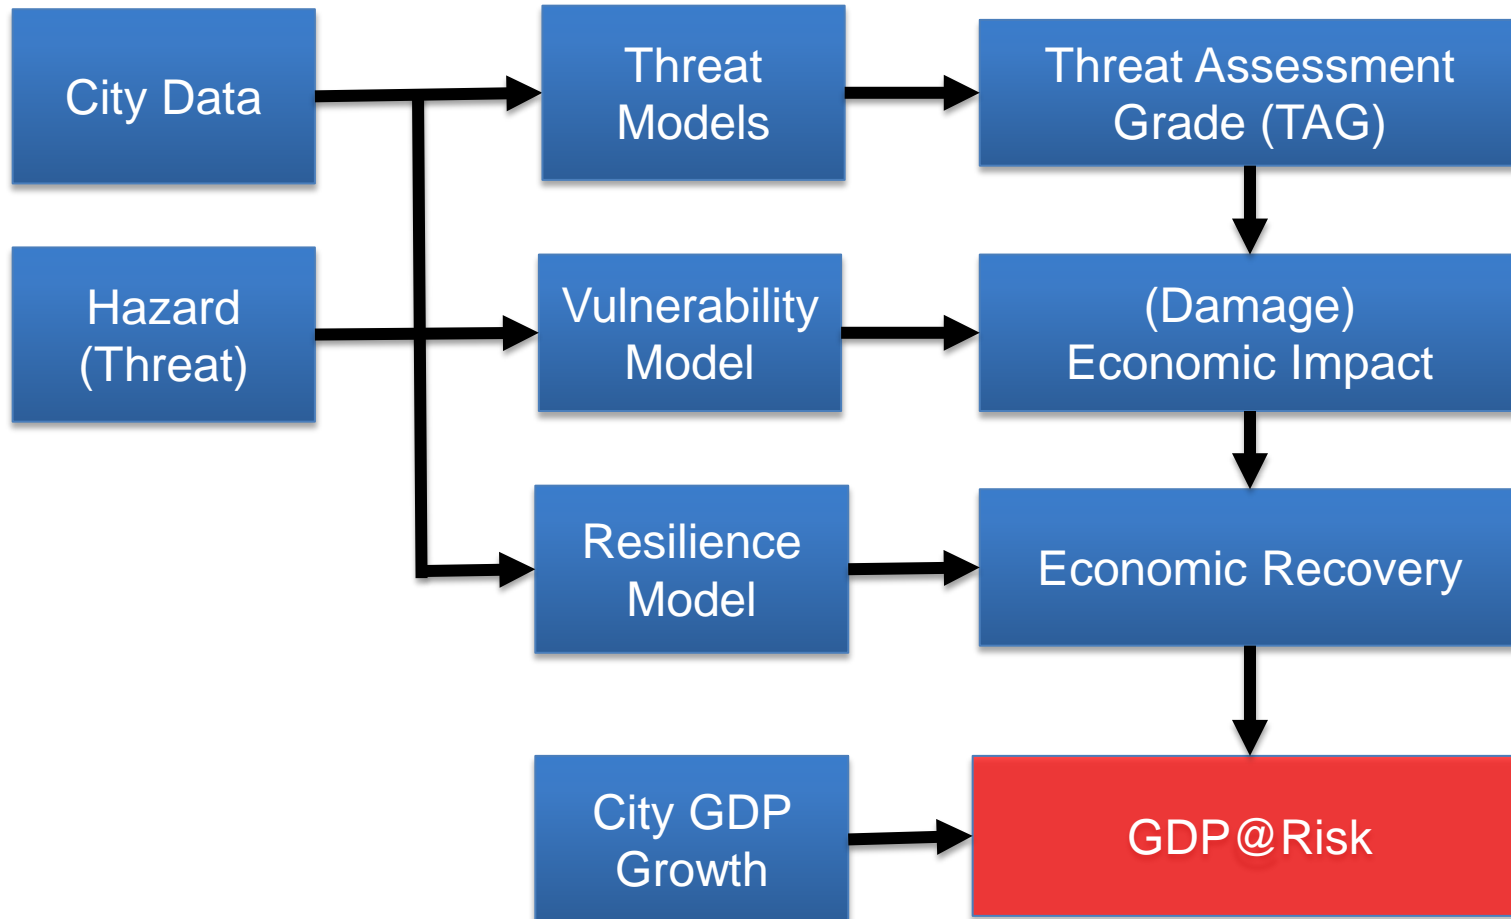 City Data
Threat
Models
Threat Assessment
Grade (TAG)
Hazard
(Threat)
Vulnerability
Model
(Damage)
Economic Impact
Resilience
Model
Economic Recovery
City GDP
Growth
GDP@Risk